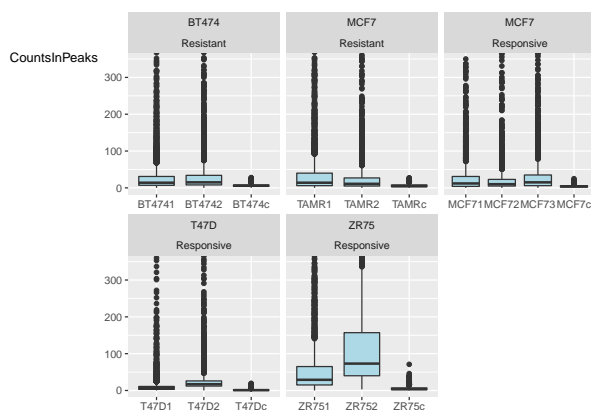 BT474
MCF7
MCF7
Resistant
Resistant
Responsive
CountsInPeaks
300
200
100
0
BT4741 BT4742 BT474c
TAMR1 TAMR2 TAMRc
MCF71 MCF72 MCF73 MCF7c
T47D
ZR75
Responsive
Responsive
300
200
100
0
T47D1 T47D2 T47Dc
ZR751 ZR752 ZR75c